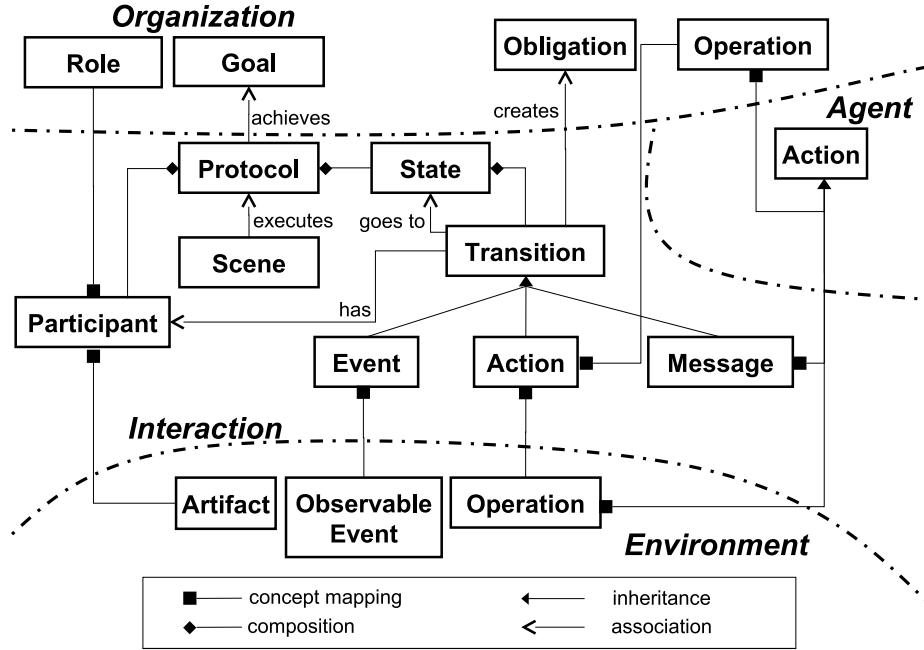 Organization
Role
Goal
Obligation
Operation
achieves
creates
Agent
Action
Protocol
State
executes
goes to
Scene
Transition
has
Participant
Event
Action
Message
Interaction
Artifact
Observable
Event
Operation
Environment
concept mapping
inheritance
composition
association